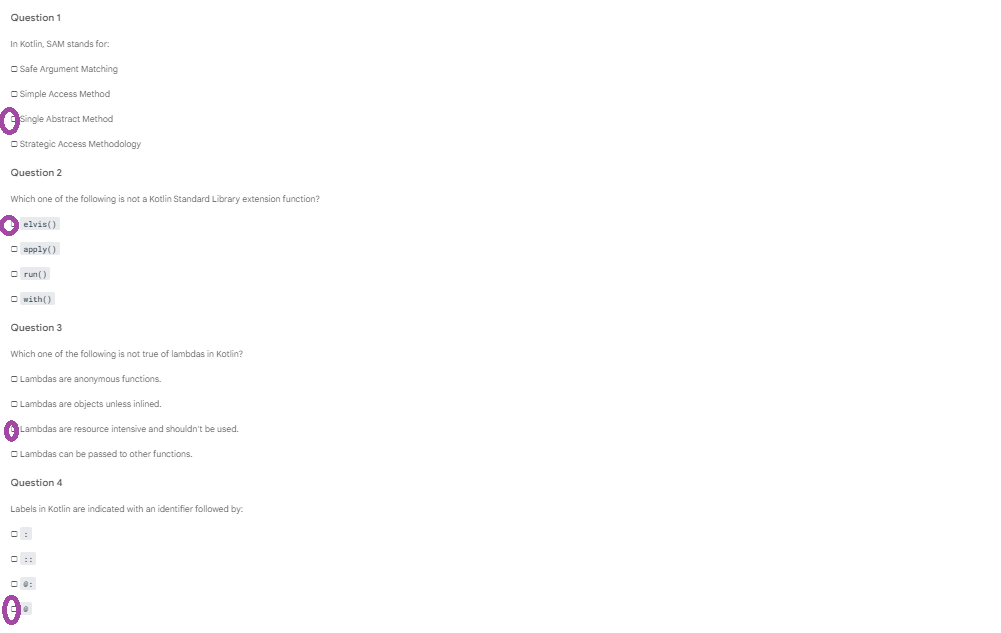 Question 1
In Kotlin, SAM stands for:
Safe Argument Matching
Simple Access Method
Single Abstract Method
Strategic Access Methodology
Question 2
Which one of the following is not a Kotlin Standard Library extension function?
elvis()
apply()
run()
with()
Question 3
Which one of the following is not true of lambdas in Kotlin?
Lambdas are anonymous functions.
Lambdas are objects unless inlined.
Lambdas are resource intensive and shouldn't be used.
Lambdas can be passed to other functions.
Question 4
Labels in Kotlin are indicated with an identifier followed by:
:
::
@:
@